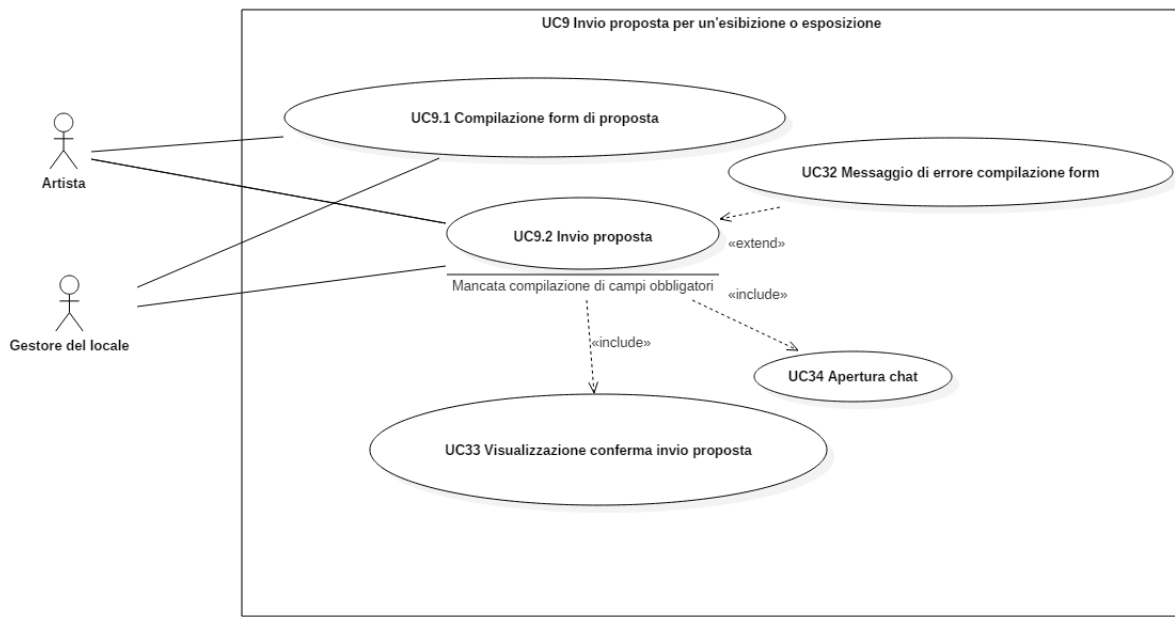 UC9 Invio proposta per un'esibizione o esposizione
UC9.1 Compilazione form di proposta
Artista
UC32 Messaggio di errore compilazione form
UC9.2 Invio proposta
«extend»
Mancata compilazione di campi obbligatori
«include»
Gestore del locale
«include»
UC34 Apertura chat
UC33 Visualizzazione conferma invio proposta